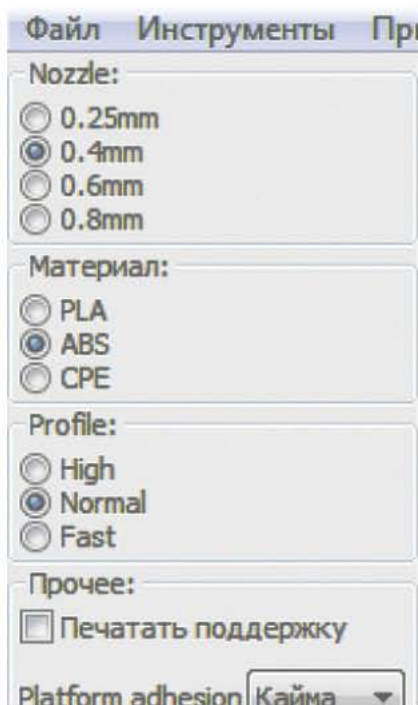 Файл Инструменты
Nozzle:
0.25mm
0.4mm
0.6mm
0.8mm
Материал:
PLA
ABS
CPE
Profile:
High
Normal
Fast
Прочее:
Печатать поддержку
Platform adhesion Кайма